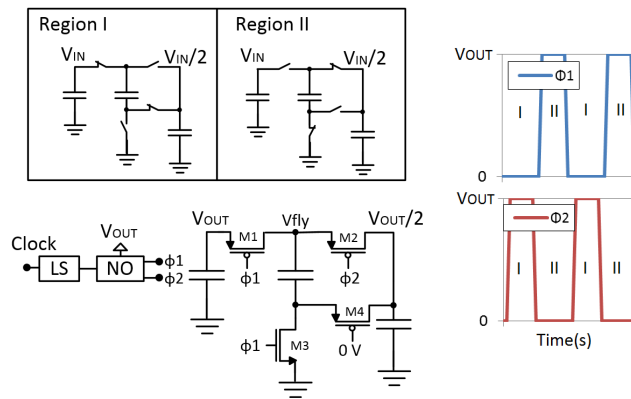 Region I
Region II
VIN
VIN/2
VIN
VIN/2
VOUT
Φ1
I
II
I
II
0
VOUT
Φ2
I
II
I
II
0
Time(s)
Clock
LS
VOUT
NO
ϕ1
ϕ2
VOUT
M1
ϕ1
Vfly
M2
ϕ2
VOUT/2
M4
0 V
ϕ1
M3